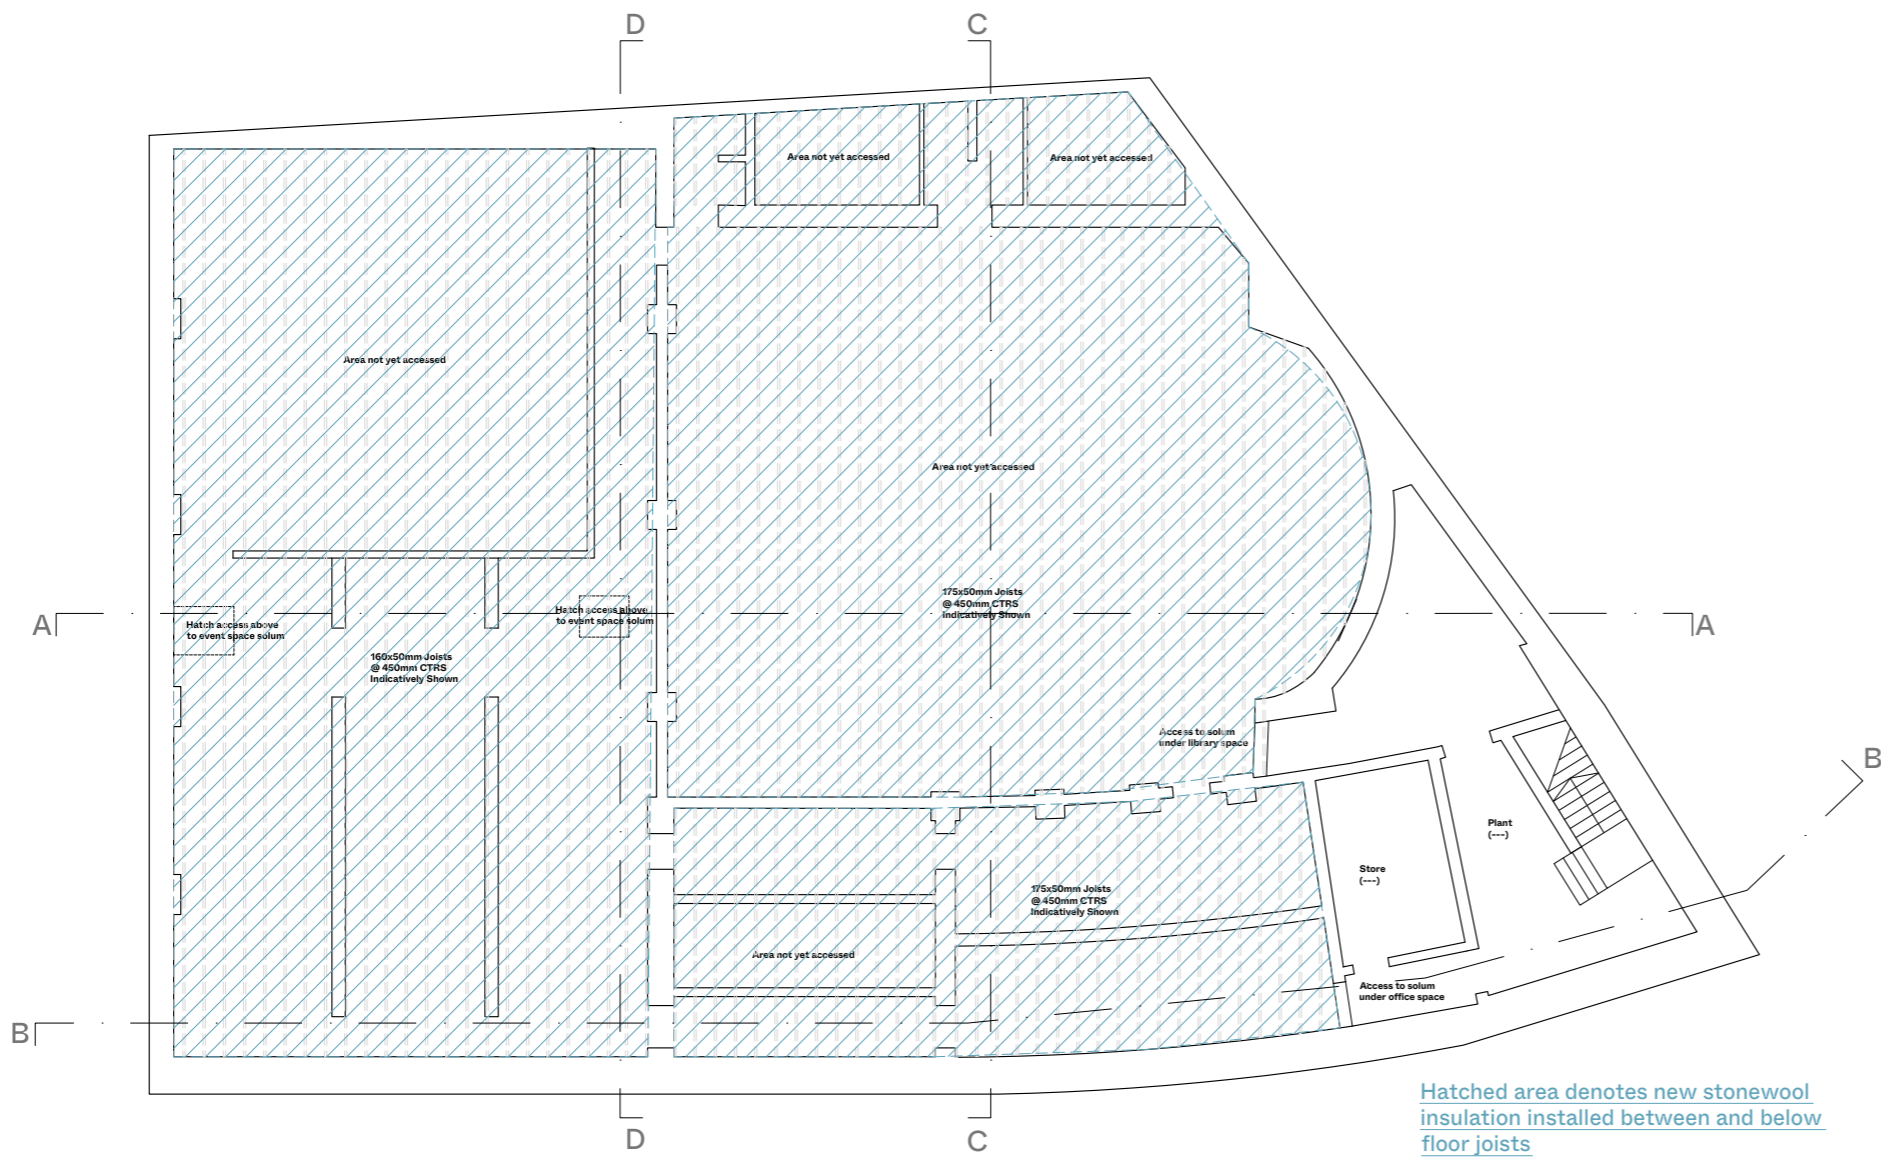 D
C
Area not yet accessed
Area not yet accessed
Area not yet accessed
Area not yet accessed
175x50mm Joists
@ 450mm CTRS
Indicatively Shown
Hatch access above
to event space solum
A
Hatch access above
to event space solum
A
160x50mm Joists
@ 450mm CTRS
Indicatively Shown
Access to solum
under library space
B
Plant
(---)
Store
(---)
175x50mm Joists
@ 450mm CTRS
Indicatively Shown
Area not yet accessed
Access to solum
under office space
B
Hatched area denotes new stonewool
insulation installed between and below
floor joists
D
C